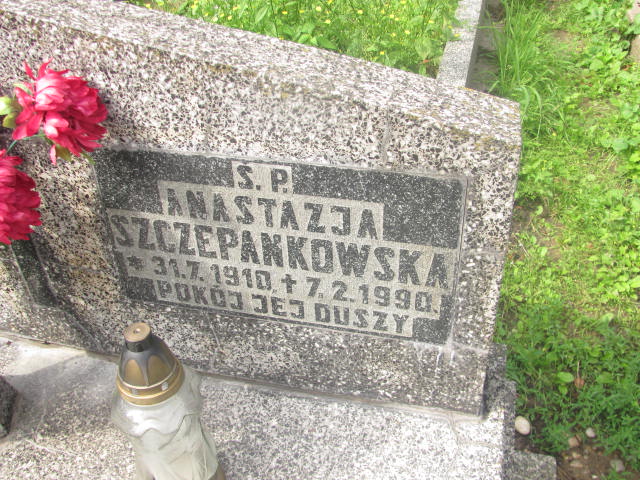 Ś. P.
ANASTAZJA
SZCZEPANKOWSKA
* 31.7.1910. + 7.2.1990.
POKÓJ JEJ DUSZY